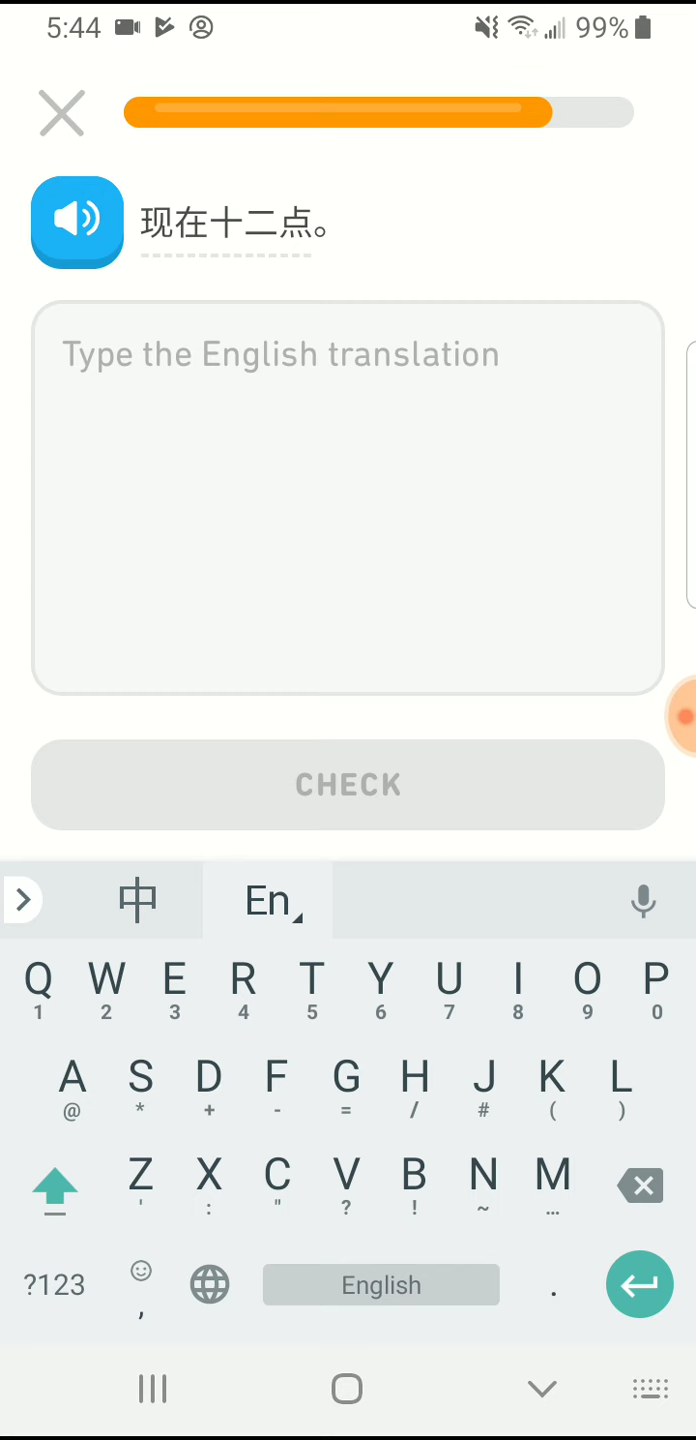 5:44 99%
现在十二点。
Type the English translation
CHECK
中 En
Q W E R T Y U I O P
1 2 3 4 5 6 7 8 9 0
A S D F G H J K L
@ * + - = / # ( )
Z X C V B N M
' : " ? ! ~ …
?123 , English .